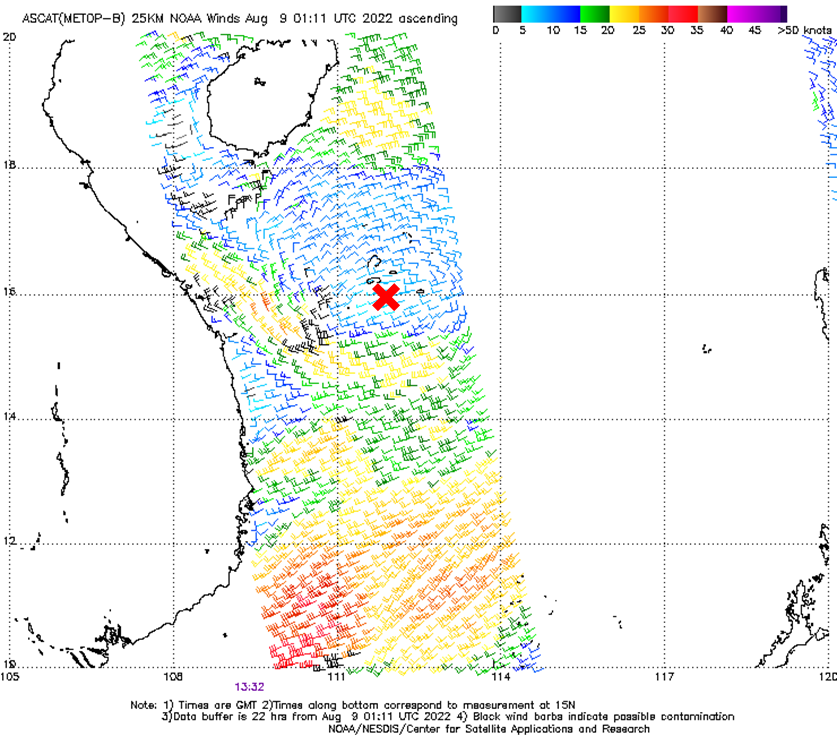 ASCAT(METOP-B) 25KM NOAA Winds Aug  9 01:11 UTC 2022 ascending
0 5 10 15 20 25 30 35 40 45 >50 knots
20
18
16
14
12
10
105 108 111 114 117 120
13:32
Note: 1) Times are GMT 2)Times along bottom correspond to measurement at 15N
3)Data buffer is 22 hrs from Aug  9 01:11 UTC 2022 4) Black wind barbs indicate possible contamination
NOAA/NESDIS/Center for Satellite Applications and Research